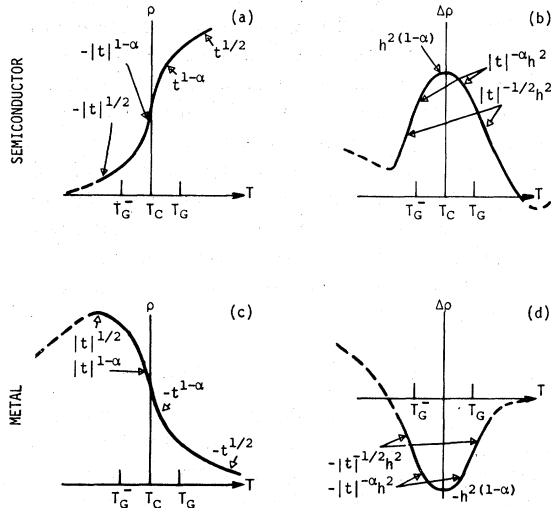 SEMICONDUCTOR
(a)
ρ
-|t|^{1-α}
t^{1/2}
t^{1-α}
-|t|^{1/2}
T_G^- T_C T_G T
(b)
Δρ
h^{2(1-α)}
|t|^{-α}h^2
|t|^{-1/2}h^2
T_G^- T_C T_G T
METAL
(c)
ρ
|t|^{1/2}
|t|^{1-α}
-t^{1-α}
-t^{1/2}
T_G^- T_C T_G T
(d)
Δρ
T
T_G^- T_G
-|t|^{-1/2}h^2
-|t|^{-α}h^2
-h^{2(1-α)}